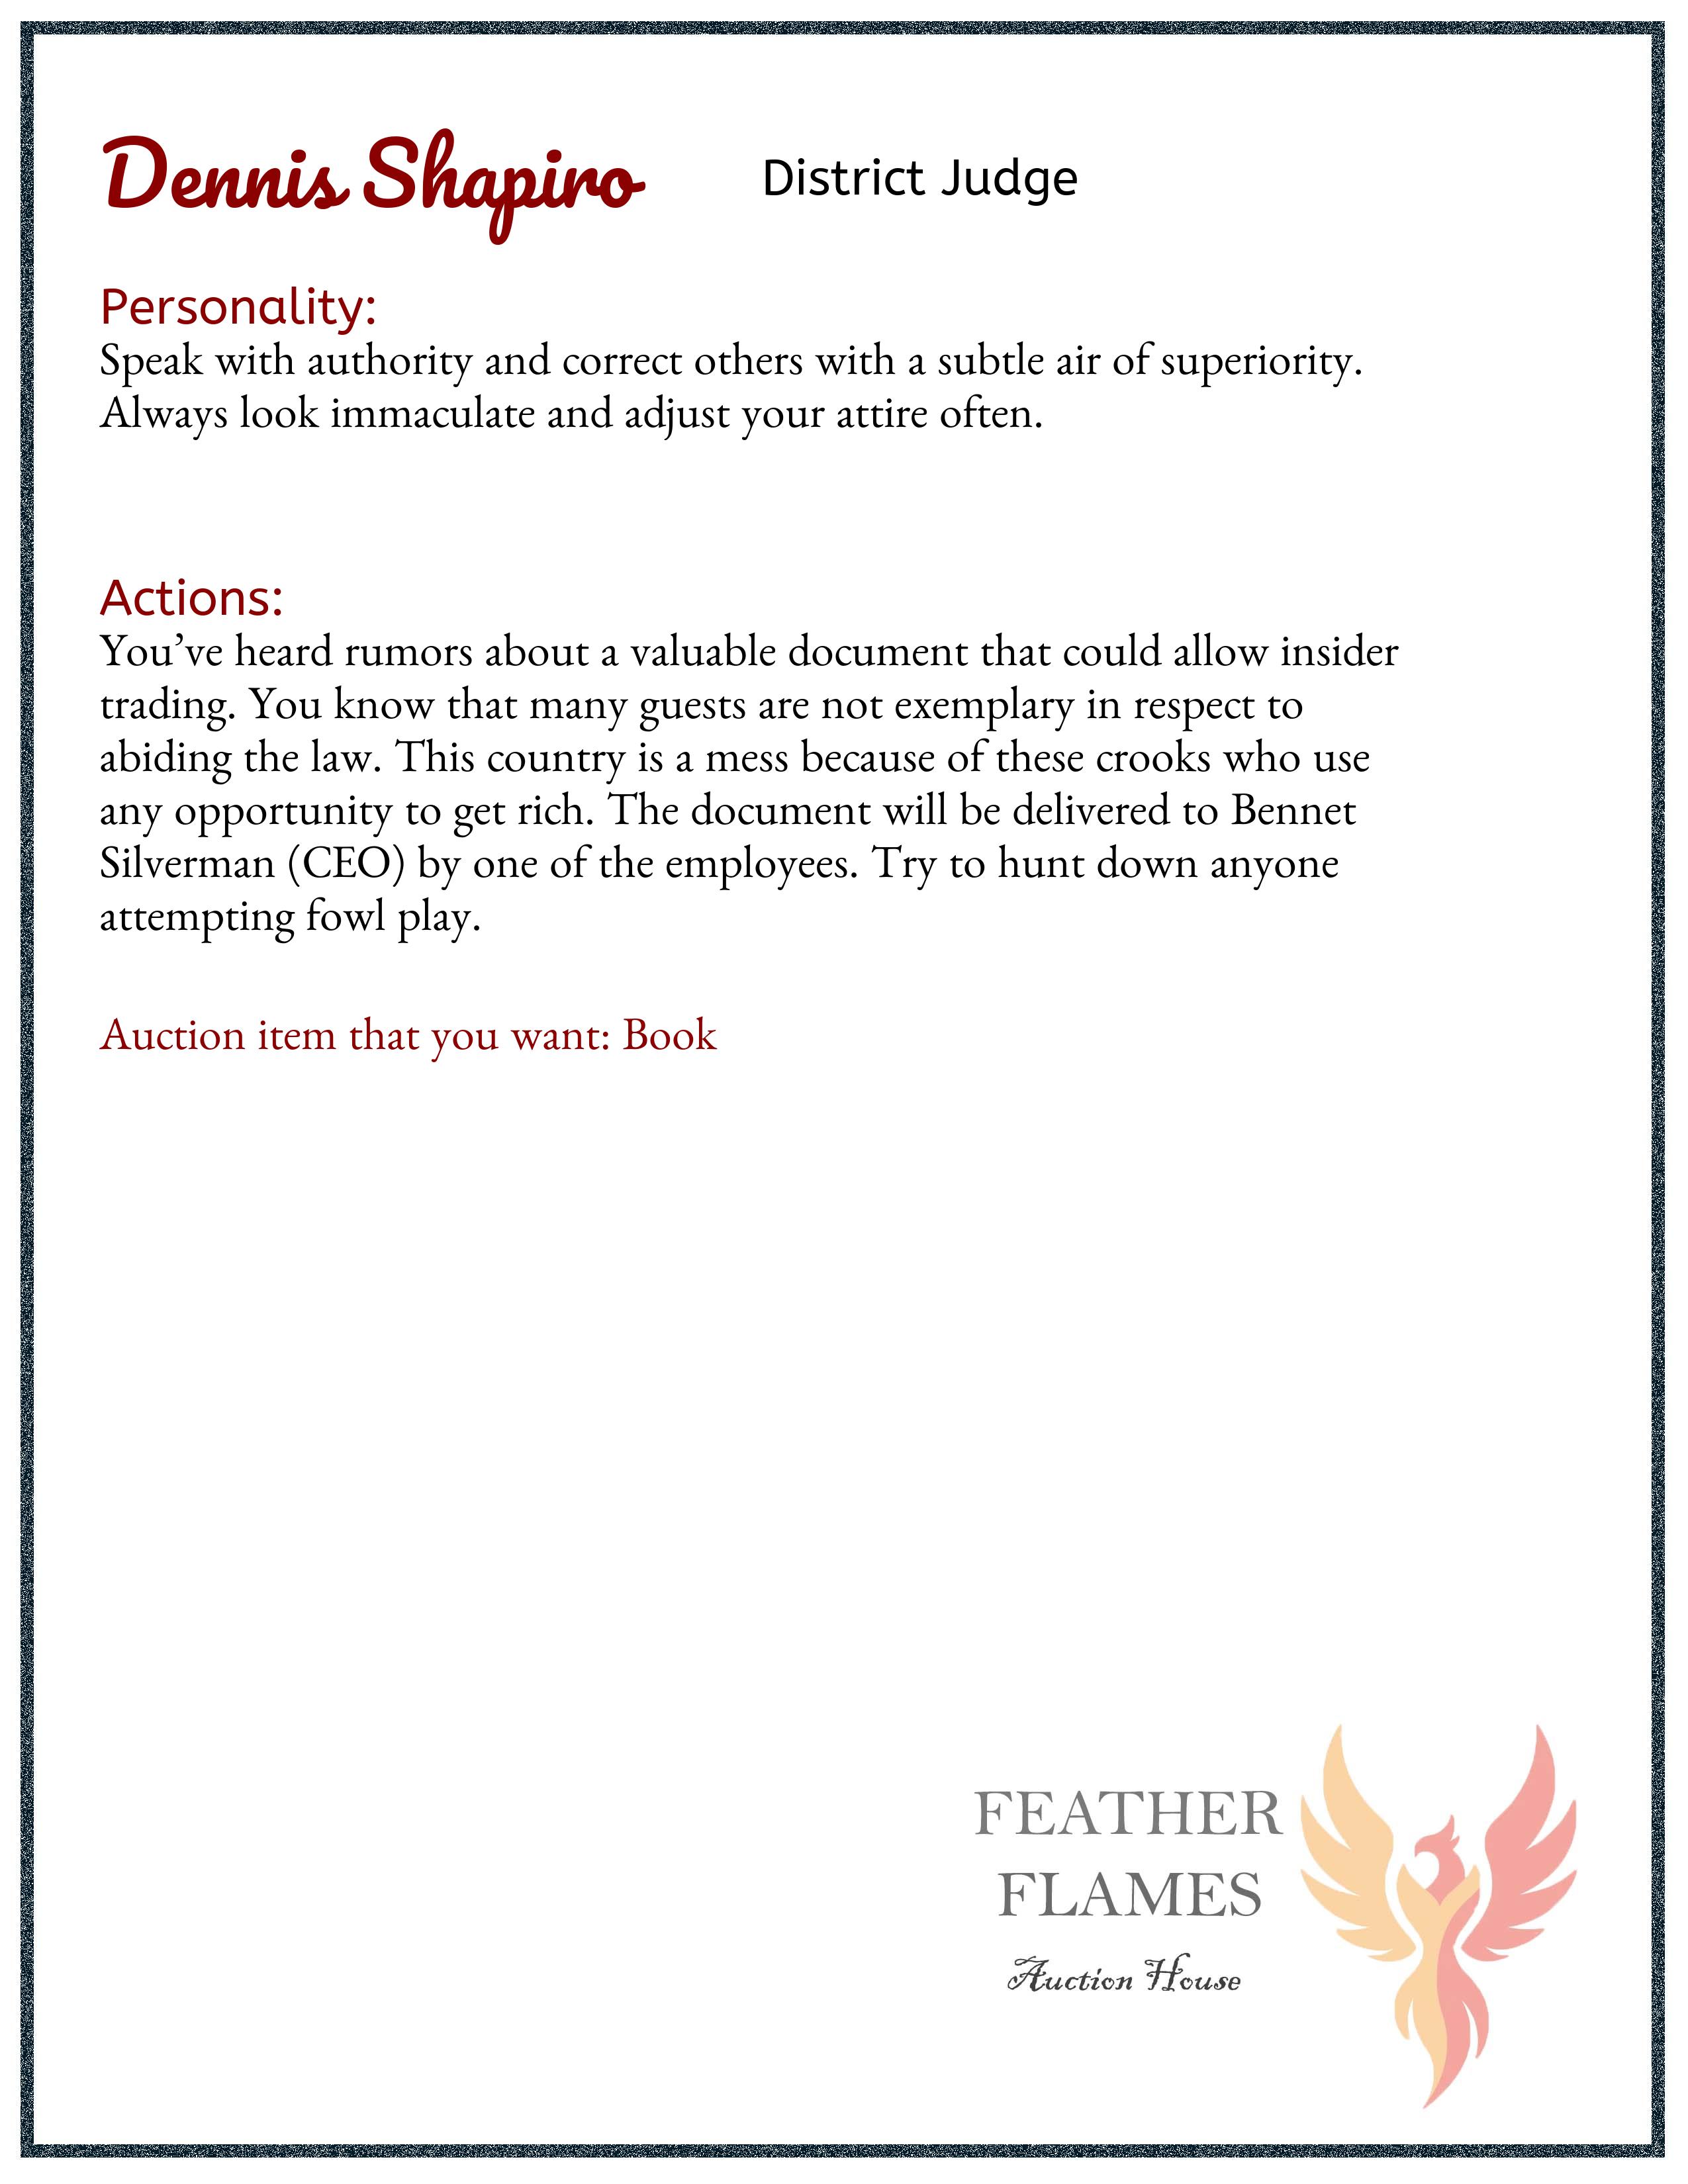 Dennis Shapiro District Judge
Personality:
Speak with authority and correct others with a subtle air of superiority.
Always look immaculate and adjust your attire often.
Actions:
You’ve heard rumors about a valuable document that could allow insider
trading. You know that many guests are not exemplary in respect to
abiding the law. This country is a mess because of these crooks who use
any opportunity to get rich. The document will be delivered to Bennet
Silverman (CEO) by one of the employees. Try to hunt down anyone
attempting fowl play.
Auction item that you want: Book
FEATHER
FLAMES
Auction House